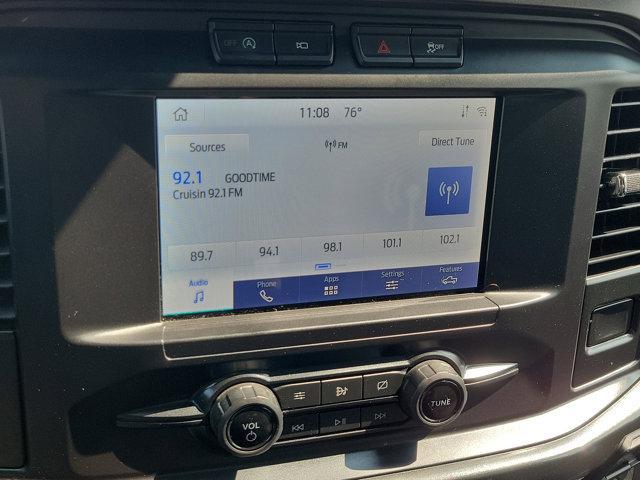 OFF A
OFF
11:08 76°
Sources
FM
Direct Tune
92.1 GOODTIME
Cruisin 92.1 FM
89.7 94.1 98.1 101.1 102.1
Audio Phone Apps Settings Features
VOL
TUNE